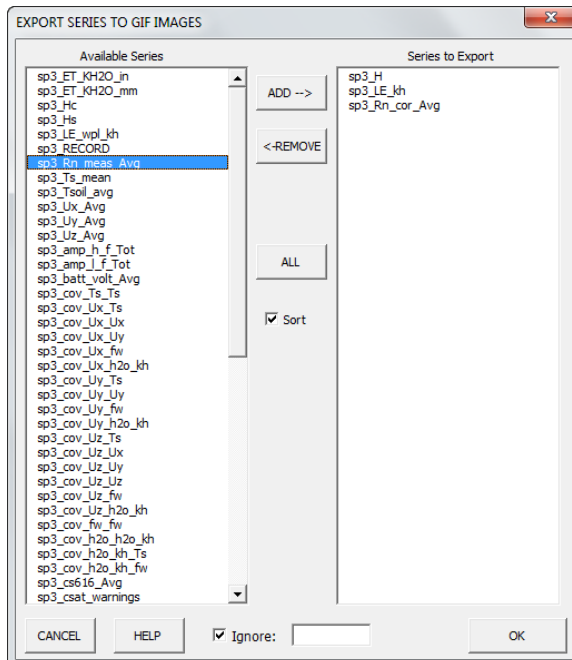 EXPORT SERIES TO GIF IMAGES
Available Series
sp3_ET_KH2O_in
sp3_ET_KH2O_mm
sp3_Hc
sp3_Hs
sp3_LE_wpl_kh
sp3_RECORD
sp3_Rn_meas_Avg
sp3_Ts_mean
sp3_Tsoil_avg
sp3_Ux_Avg
sp3_Uy_Avg
sp3_Uz_Avg
sp3_amp_h_f_Tot
sp3_amp_l_f_Tot
sp3_batt_volt_Avg
sp3_cov_Ts_Ts
sp3_cov_Ux_Ts
sp3_cov_Ux_Ux
sp3_cov_Ux_Uy
sp3_cov_Ux_fw
sp3_cov_Ux_h2o_kh
sp3_cov_Uy_Ts
sp3_cov_Uy_Uy
sp3_cov_Uy_fw
sp3_cov_Uy_h2o_kh
sp3_cov_Uz_Ts
sp3_cov_Uz_Ux
sp3_cov_Uz_Uy
sp3_cov_Uz_Uz
sp3_cov_Uz_fw
sp3_cov_Uz_h2o_kh
sp3_cov_fw_fw
sp3_cov_h2o_h2o_kh
sp3_cov_h2o_kh_Ts
sp3_cov_h2o_kh_fw
sp3_cs616_Avg
sp3_csat_warnings
ADD -->
<-REMOVE
ALL
Sort
Series to Export
sp3_H
sp3_LE_kh
sp3_Rn_cor_Avg
CANCEL
HELP
Ignore:
OK